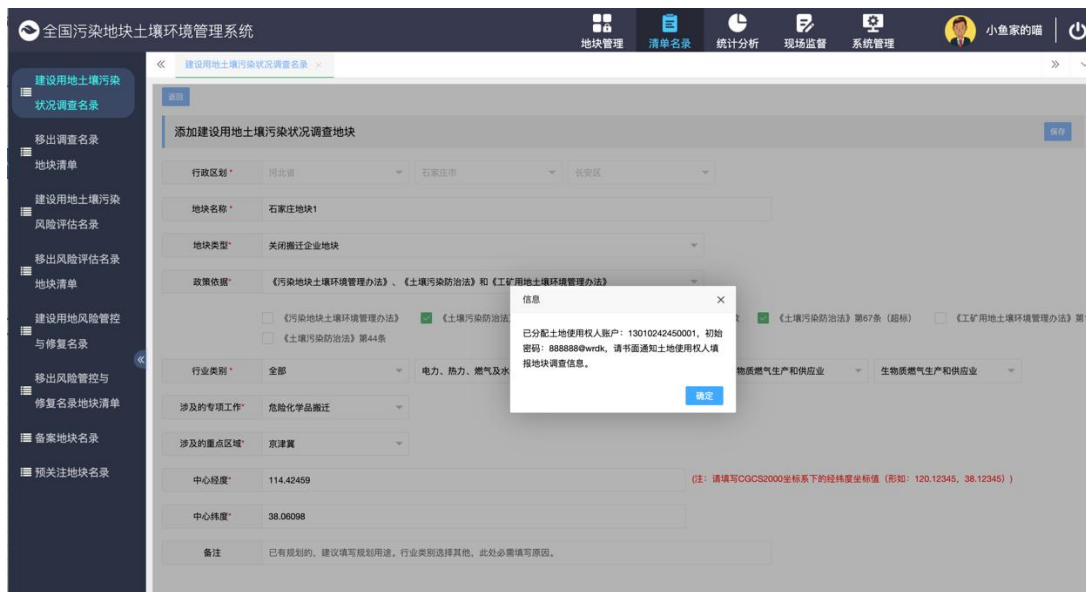 全国污染地块土壤环境管理系统
地块管理
清单名录
统计分析
现场监督
系统管理
小鱼家的喵
建设用地土壤污染状况调查名录
建设用地土壤污染
状况调查名录
移出调查名录
地块清单
建设用地土壤污染
风险评估名录
移出风险评估名录
地块清单
建设用地风险管控
与修复名录
移出风险管控与
修复名录地块清单
备案地块名录
预关注地块名录
返回
添加建设用地土壤污染状况调查地块
保存
行政区划*
河北省
石家庄市
长安区
地块名称*
石家庄地块1
地块类型*
关闭搬迁企业地块
政策依据*
《污染地块土壤环境管理办法》、《土壤污染防治法》和《工矿用地土壤环境管理办法》
《污染地块土壤环境管理办法》
《土壤污染防治法
《土壤污染防治法》第67条（超标）
《工矿用地土壤环境管理办法》第
《土壤污染防治法》第44条
行业类别*
全部
电力、热力、燃气及水
物质燃气生产和供应业
生物质燃气生产和供应业
涉及的专项工作*
危险化学品搬迁
涉及的重点区域*
京津冀
中心经度*
114.42459
(注：请填写CGCS2000坐标系下的经纬度坐标值（形如：120.12345，38.12345）)
中心纬度*
38.06098
备注
已有规划的，建议填写规划用途。行业类别选择其他，此处必需填写原因。
信息
已分配土地使用权人账户：13010242450001，初始
密码：888888@wrdk，请书面通知土地使用权人填
报地块调查信息。
确定